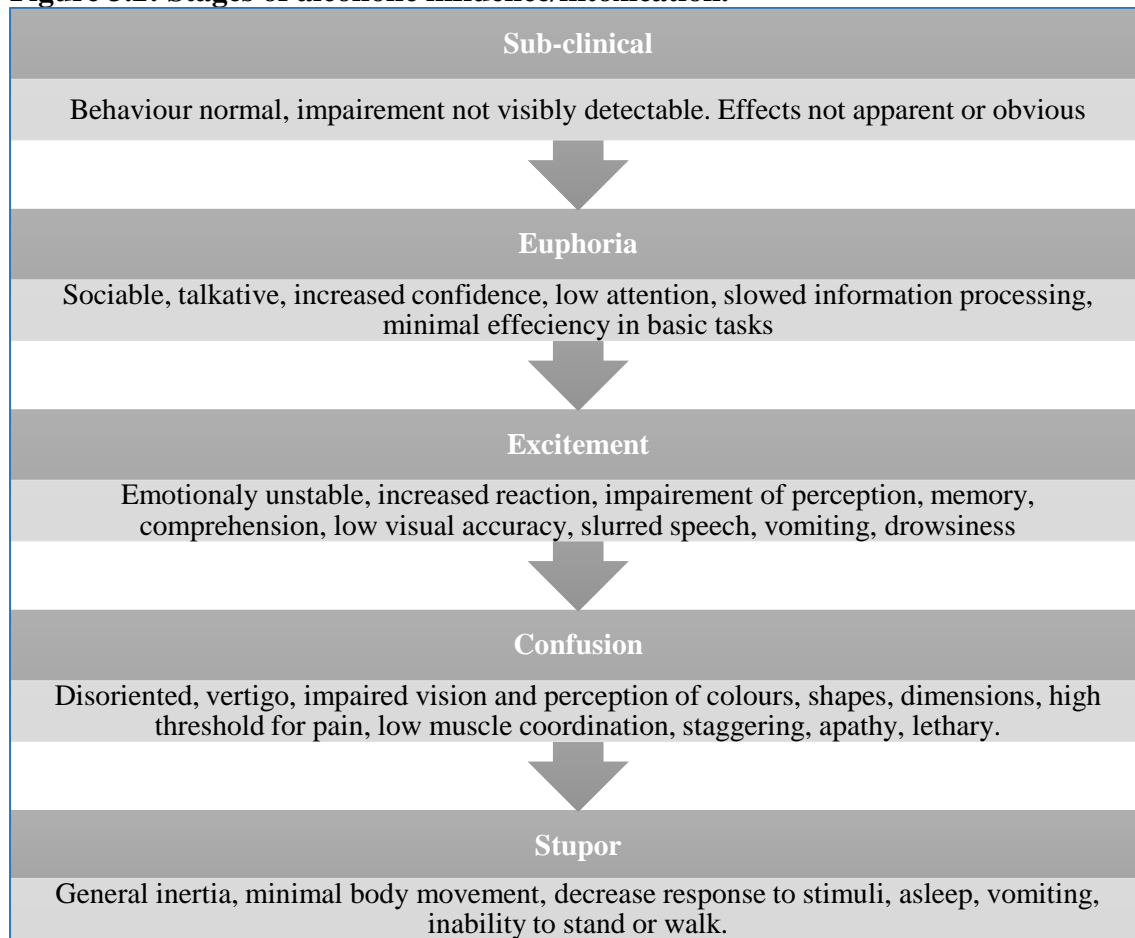 Sub-clinical
Behaviour normal, impairement not visibly detectable. Effects not apparent or obvious
Euphoria
Sociable, talkative, increased confidence, low attention, slowed information processing,
minimal effeciency in basic tasks
Excitement
Emotionaly unstable, increased reaction, impairement of perception, memory,
comprehension, low visual accuracy, slurred speech, vomiting, drowsiness
Confusion
Disoriented, vertigo, impaired vision and perception of colours, shapes, dimensions, high
threshold for pain, low muscle coordination, staggering, apathy, lethary.
Stupor
General inertia, minimal body movement, decrease response to stimuli, asleep, vomiting,
inability to stand or walk.